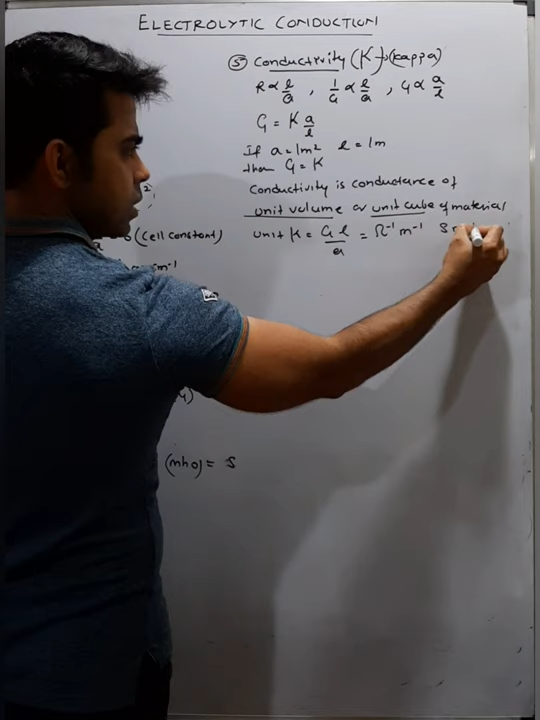 ELECTROLYTIC CONDUCTION
⑤ Conductivity (K) → (Kappa)
R ∝ l/a , 1/G ∝ l/a , G ∝ a/l
G = K a/l
If a = 1m² l = 1m
then G = K
Conductivity is conductance of
unit volume or unit cube of material
(Cell constant)
unit K = G l/a = Ω⁻¹ m⁻¹ S
m⁻¹
(mho) = S